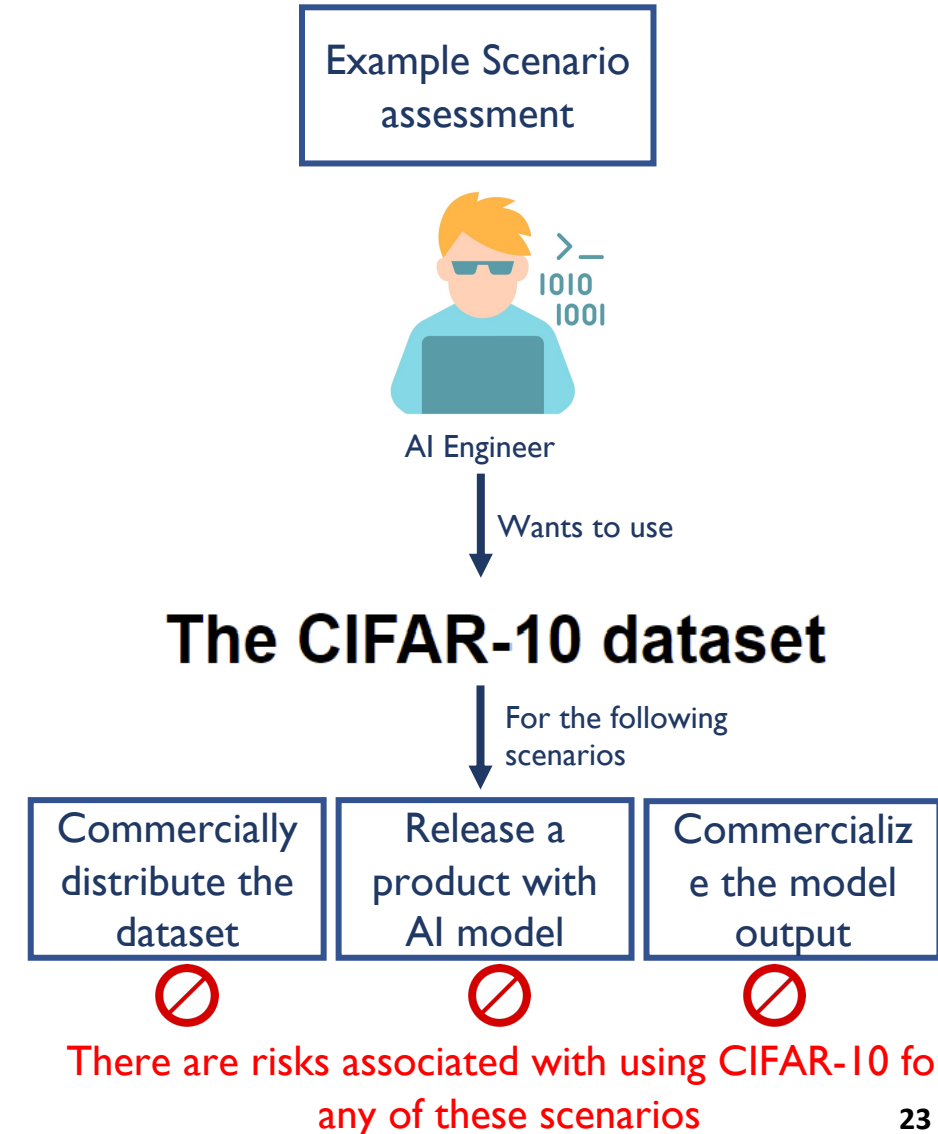 Example Scenario
assessment
>_
1010
1001
AI Engineer
Wants to use
The CIFAR-10 dataset
For the following
scenarios
Commercially
distribute the
dataset
Release a
product with
AI model
Commercializ
e the model
output
There are risks associated with using CIFAR-10 fo
any of these scenarios
23